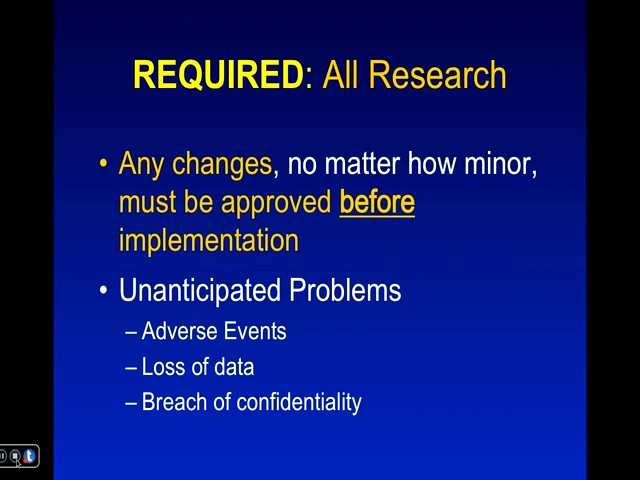 REQUIRED: All Research
• Any changes, no matter how minor,
must be approved before
implementation
• Unanticipated Problems
– Adverse Events
– Loss of data
– Breach of confidentiality